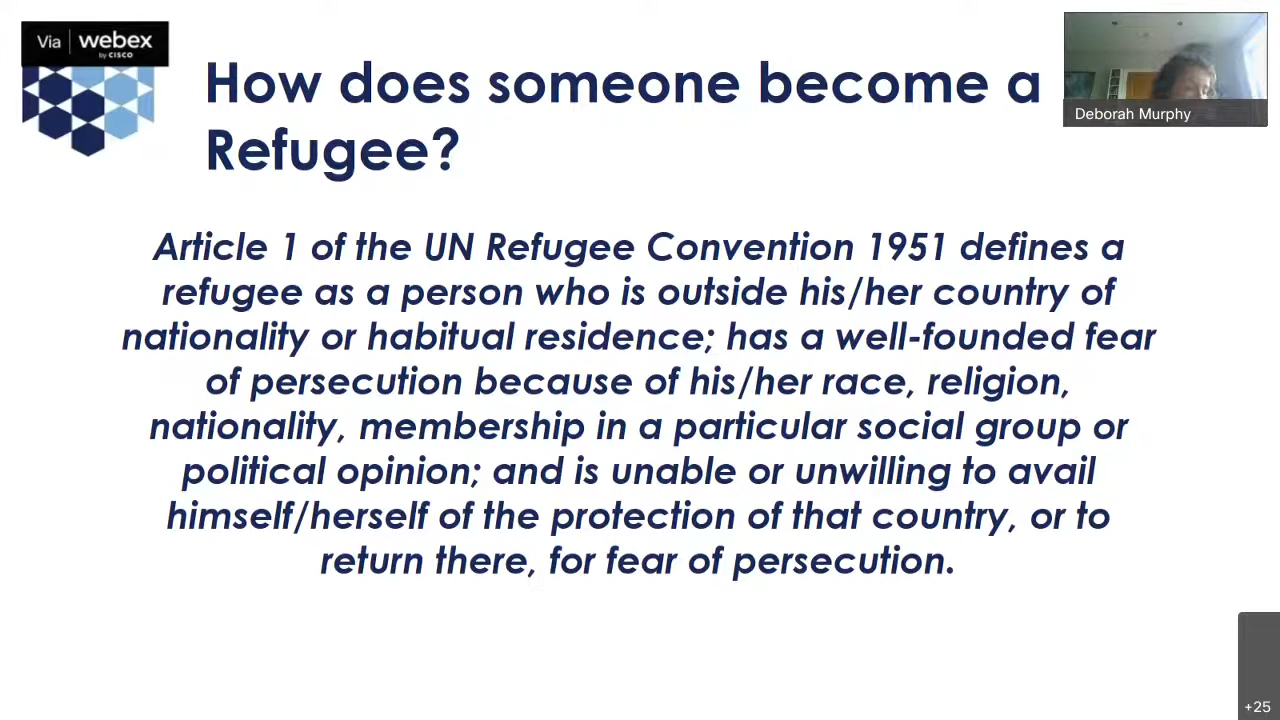 Via webex
by CISCO
How does someone become a
Refugee?
Deborah Murphy
Article 1 of the UN Refugee Convention 1951 defines a
refugee as a person who is outside his/her country of
nationality or habitual residence; has a well-founded fear
of persecution because of his/her race, religion,
nationality, membership in a particular social group or
political opinion; and is unable or unwilling to avail
himself/herself of the protection of that country, or to
return there, for fear of persecution.
+25